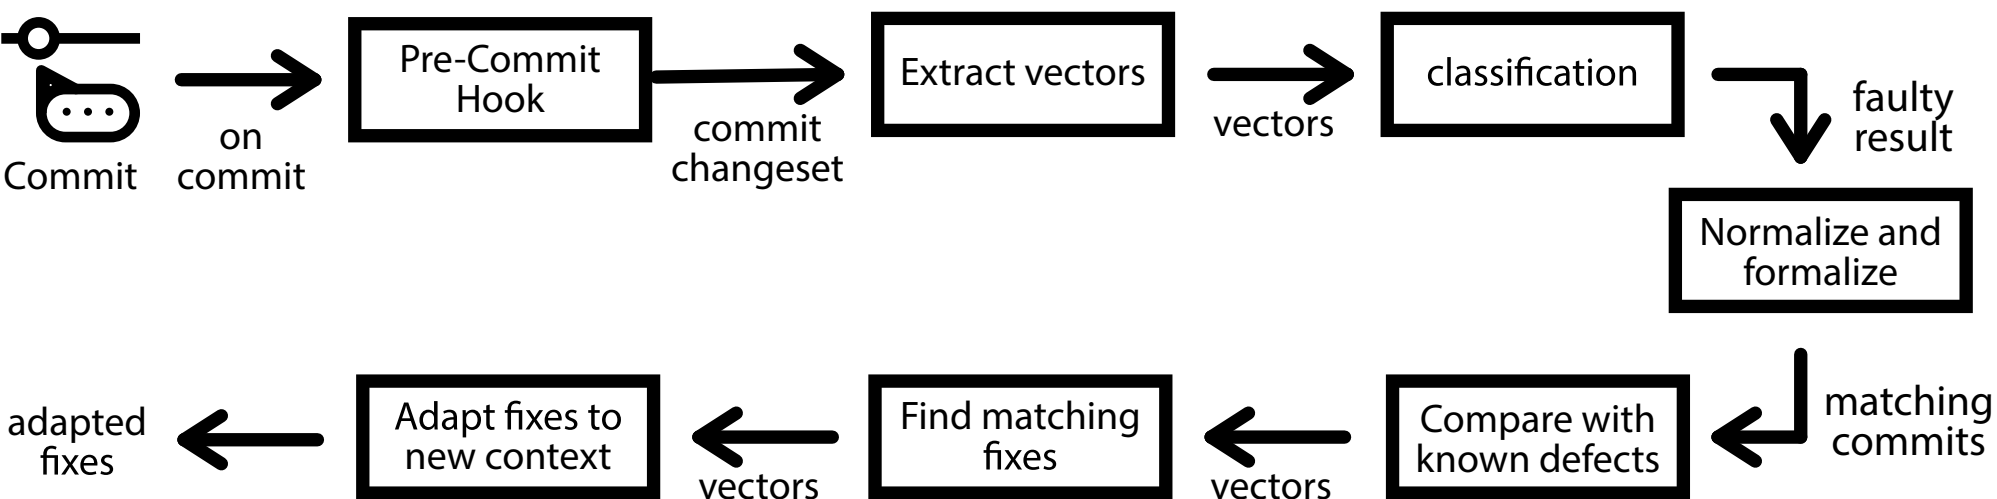 Commit
on
commit
Pre-Commit
Hook
commit
changeset
Extract vectors
vectors
classification
faulty
result
Normalize and
formalize
matching
commits
Compare with
known defects
vectors
Find matching
fixes
vectors
Adapt fixes to
new context
adapted
fixes